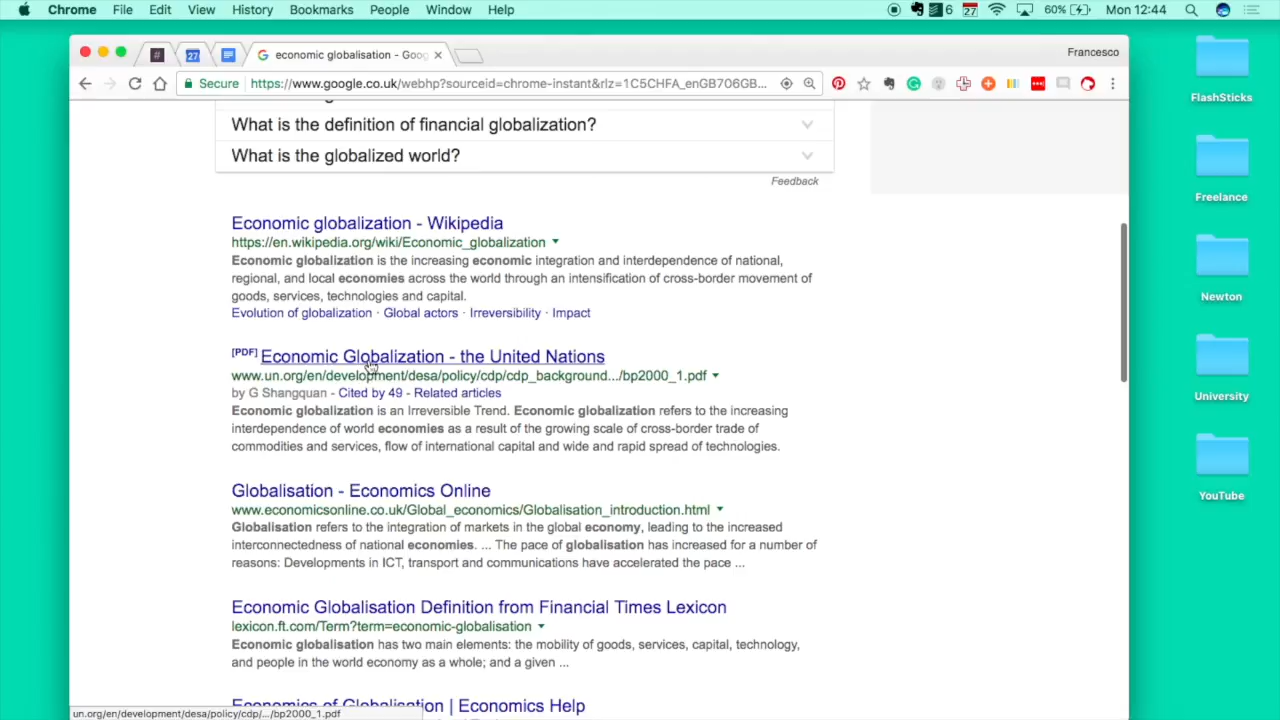 Chrome File Edit View History Bookmarks People Window Help 6 27 60% Mon 12:44
# 27 G economic globalisation - Goog × Francesco
Secure https://www.google.co.uk/webhp?sourceid=chrome-instant&rlz=1C5CHFA_enGB706GB...
What is the definition of financial globalization?
What is the globalized world?
Feedback
Economic globalization - Wikipedia
https://en.wikipedia.org/wiki/Economic_globalization
Economic globalization is the increasing economic integration and interdependence of national,
regional, and local economies across the world through an intensification of cross-border movement of
goods, services, technologies and capital.
Evolution of globalization · Global actors · Irreversibility · Impact
[PDF] Economic Globalization - the United Nations
www.un.org/en/development/desa/policy/cdp/cdp_background.../bp2000_1.pdf
by G Shangquan - Cited by 49 - Related articles
Economic globalization is an Irreversible Trend. Economic globalization refers to the increasing
interdependence of world economies as a result of the growing scale of cross-border trade of
commodities and services, flow of international capital and wide and rapid spread of technologies.
Globalisation - Economics Online
www.economicsonline.co.uk/Global_economics/Globalisation_introduction.html
Globalisation refers to the integration of markets in the global economy, leading to the increased
interconnectedness of national economies. ... The pace of globalisation has increased for a number of
reasons: Developments in ICT, transport and communications have accelerated the pace ...
Economic Globalisation Definition from Financial Times Lexicon
lexicon.ft.com/Term?term=economic-globalisation
Economic globalisation has two main elements: the mobility of goods, services, capital, technology,
and people in the world economy as a whole; and a given ...
Economics of Globalisation | Economics Help
un.org/en/development/desa/policy/cdp/.../bp2000_1.pdf
FlashSticks
Freelance
Newton
University
YouTube